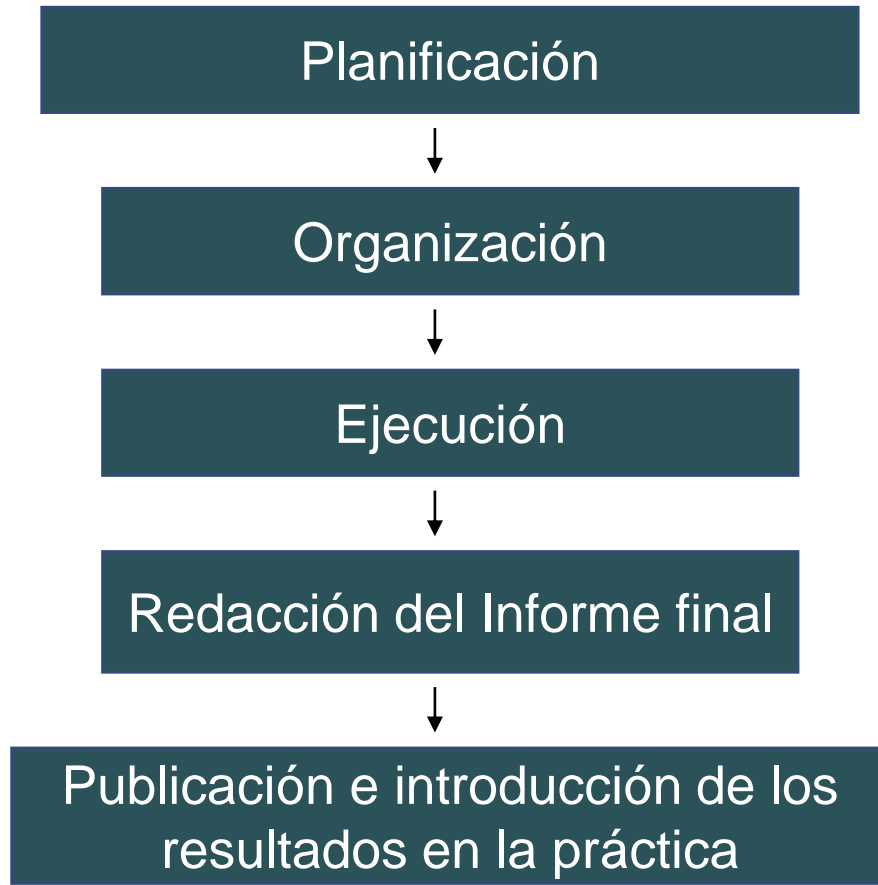 Planificación
Organización
Ejecución
Redacción del Informe final
Publicación e introducción de los
resultados en la práctica